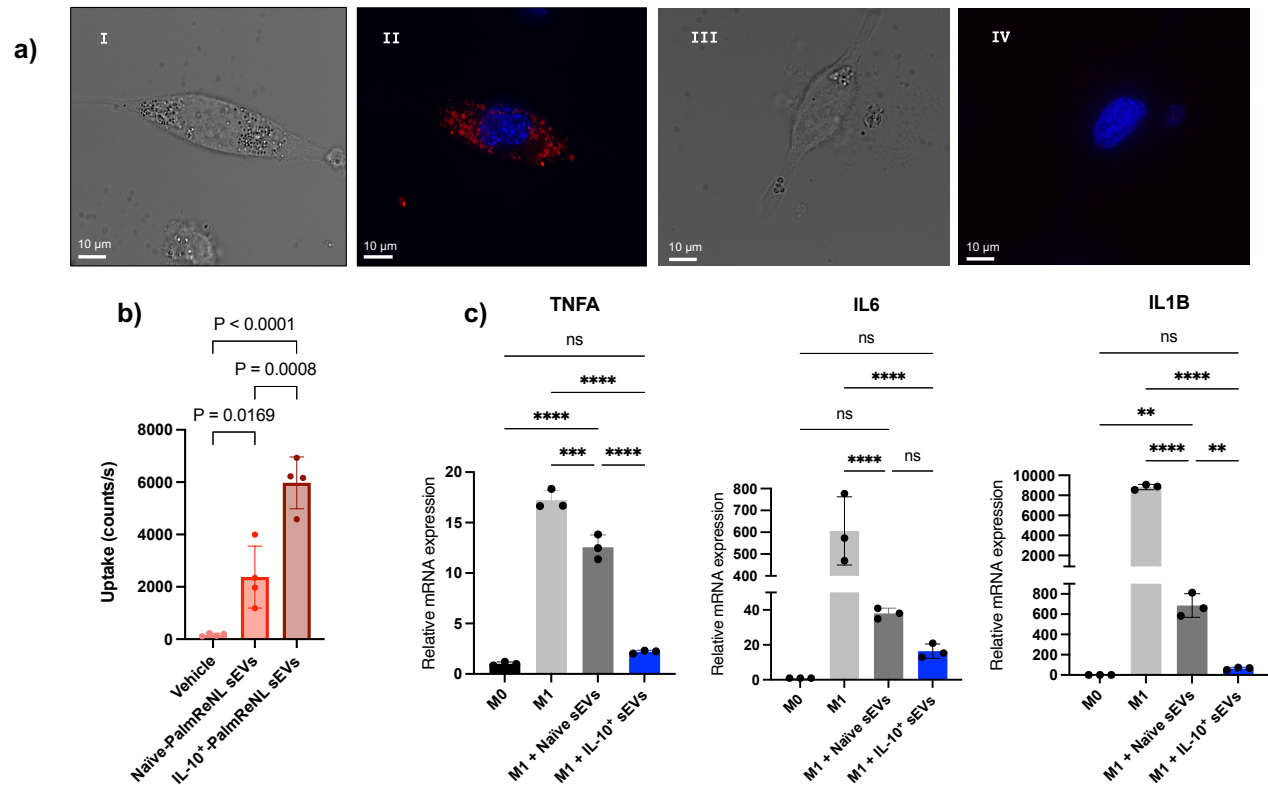 a)
I
II
III
IV
10 µm
10 µm
10 µm
10 µm
b)
P < 0.0001
P = 0.0008
P = 0.0169
Uptake (counts/s)
8000
6000
4000
2000
0
Vehicle
Naïve-PalmReNL sEVs
IL-10⁺-PalmReNL sEVs
c)
TNFA
ns
****
****
***
****
Relative mRNA expression
20
15
10
5
0
M0
M1
M1 + Naïve sEVs
M1 + IL-10⁺ sEVs
IL6
ns
****
ns
****
ns
Relative mRNA expression
800
700
600
500
400
40
20
0
M0
M1
M1 + Naïve sEVs
M1 + IL-10⁺ sEVs
IL1B
ns
****
**
****
**
Relative mRNA expression
10000
9000
8000
7000
6000
5000
4000
3000
2000
1000
800
600
400
200
0
M0
M1
M1 + Naïve sEVs
M1 + IL-10⁺ sEVs